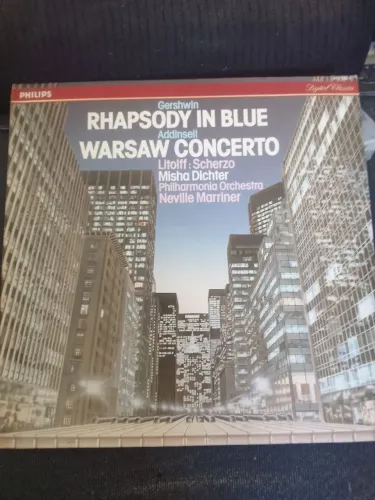 PHILIPS
Digital Classics
Gershwin
RHAPSODY IN BLUE
Addinsell
WARSAW CONCERTO
Litolff: Scherzo
Misha Dichter
Philharmonia Orchestra
Neville Marriner